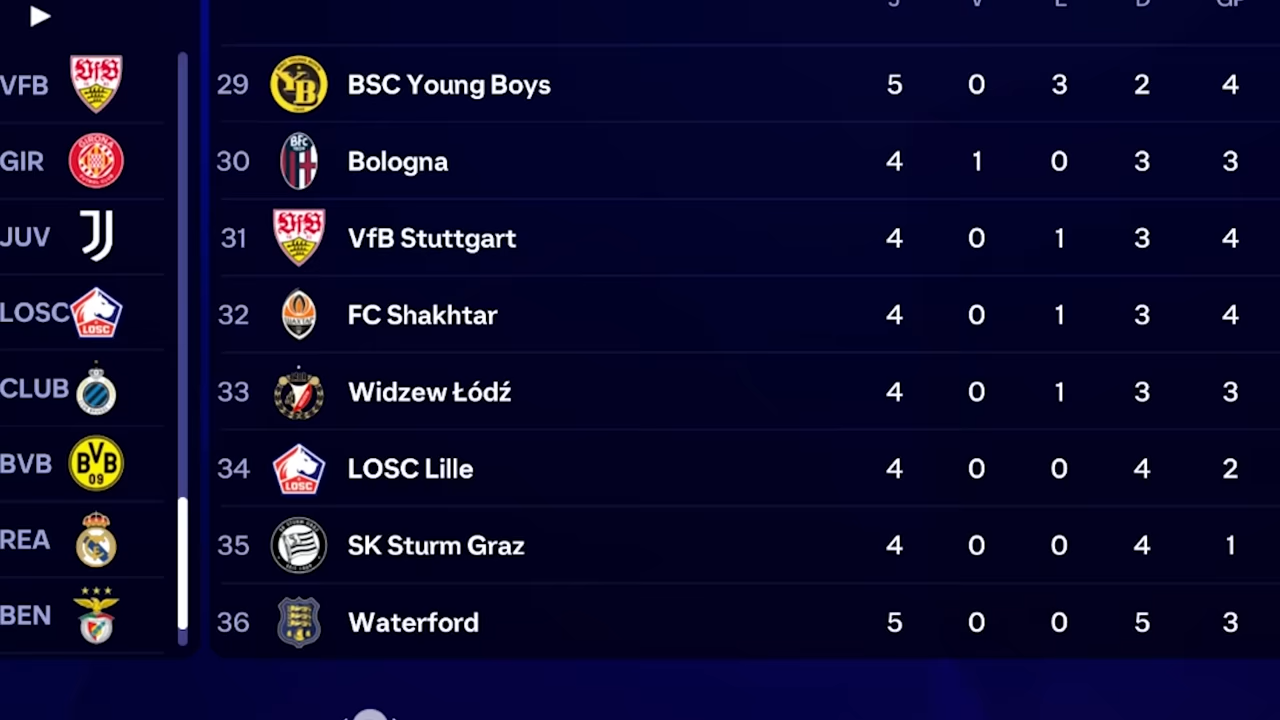 J V E D GP
VFB
GIR
JUV
LOSC
CLUB
BVB
REA
BEN
29 BSC Young Boys 5 0 3 2 4
30 Bologna 4 1 0 3 3
31 VfB Stuttgart 4 0 1 3 4
32 FC Shakhtar 4 0 1 3 4
33 Widzew Łódź 4 0 1 3 3
34 LOSC Lille 4 0 0 4 2
35 SK Sturm Graz 4 0 0 4 1
36 Waterford 5 0 0 5 3